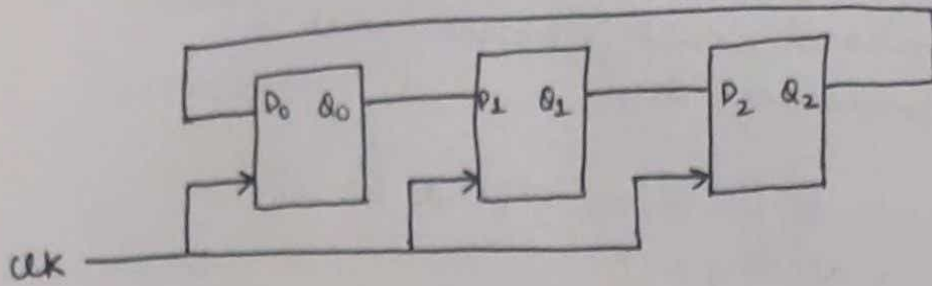 D₀ Q₀ D₁ Q₁ D₂ Q₂
clk